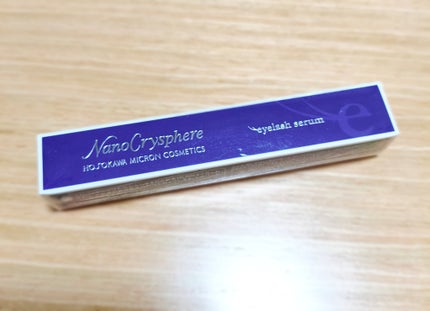 NanoCrysphere
HOSOKAWA MICRON COSMETICS
eyelash serum
e